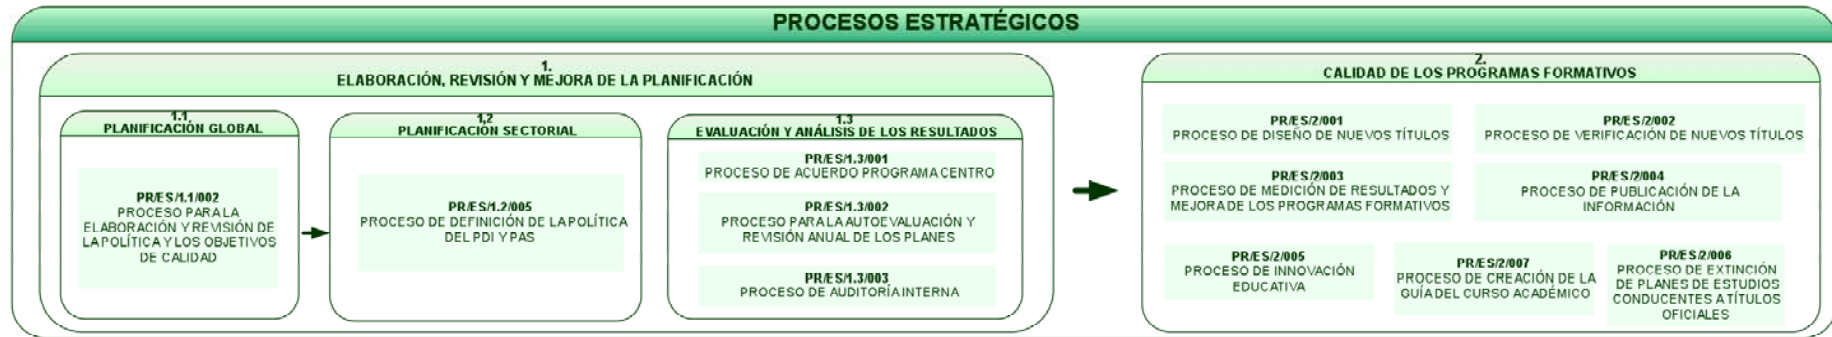 PROCESOS ESTRATÉGICOS
1.
ELABORACIÓN, REVISIÓN Y MEJORA DE LA PLANIFICACIÓN
1.1
PLANIFICACIÓN GLOBAL
PR/ES/1.1/002
PROCESO PARA LA
ELABORACIÓN Y REVISIÓN DE
LA POLÍTICA Y LOS OBJETIVOS
DE CALIDAD
1,2
PLANIFICACIÓN SECTORIAL
PR/ES/1.2/005
PROCESO DE DEFINICIÓN DE LA POLÍTICA
DEL PDI Y PAS
1.3
EVALUACIÓN Y ANÁLISIS DE LOS RESULTADOS
PR/ES/1.3/001
PROCESO DE ACUERDO PROGRAMA CENTRO
PR/ES/1.3/002
PROCESO PARA LA AUTOEVALUACIÓN Y
REVISIÓN ANUAL DE LOS PLANES
PR/ES/1.3/003
PROCESO DE AUDITORÍA INTERNA
2.
CALIDAD DE LOS PROGRAMAS FORMATIVOS
PR/ES/2/001
PROCESO DE DISEÑO DE NUEVOS TÍTULOS
PR/ES/2/002
PROCESO DE VERIFICACIÓN DE NUEVOS TÍTULOS
PR/ES/2/003
PROCESO DE MEDICIÓN DE RESULTADOS Y
MEJORA DE LOS PROGRAMAS FORMATIVOS
PR/ES/2/004
PROCESO DE PUBLICACIÓN DE LA
INFORMACIÓN
PR/ES/2/005
PROCESO DE INNOVACIÓN
EDUCATIVA
PR/ES/2/007
PROCESO DE CREACIÓN DE LA
GUÍA DEL CURSO ACADÉMICO
PR/ES/2/006
PROCESO DE EXTINCIÓN
DE PLANES DE ESTUDIOS
CONDUCENTES A TÍTULOS
OFICIALES